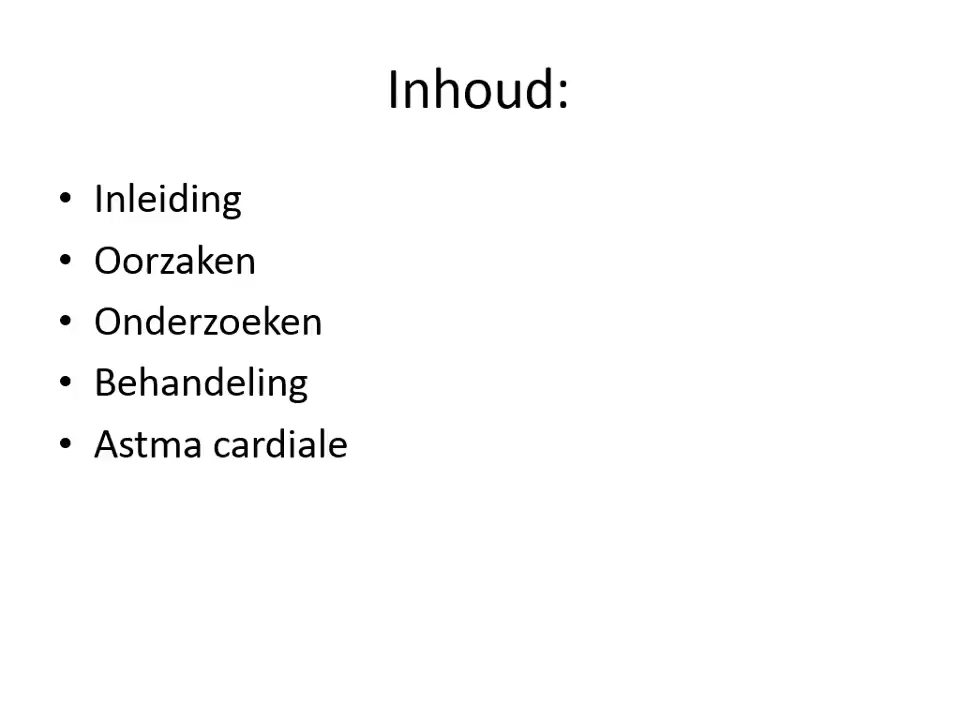 Inhoud:
• Inleiding
• Oorzaken
• Onderzoeken
• Behandeling
• Astma cardiale